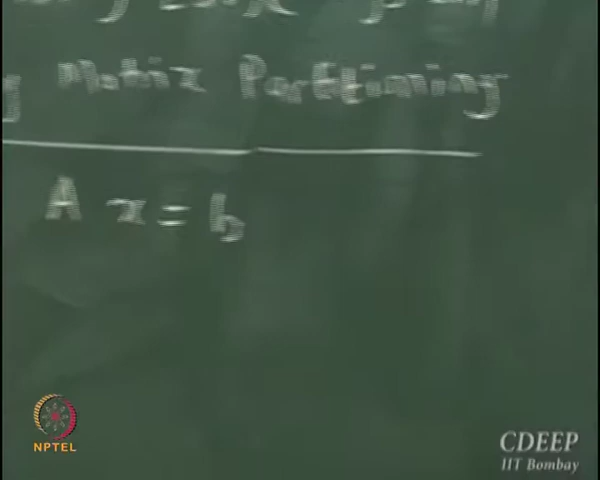 Matrix Partitioning
A x = b
NPTEL
CDEEP
IIT Bombay